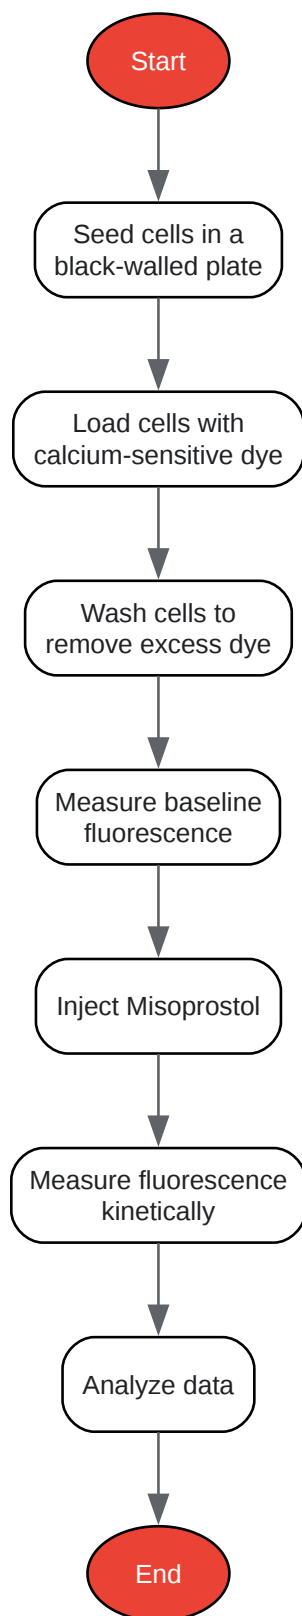 Start
Seed cells in a
black-walled plate
Load cells with
calcium-sensitive dye
Wash cells to
remove excess dye
Measure baseline
fluorescence
Inject Misoprostol
Measure fluorescence
kinetically
Analyze data
End